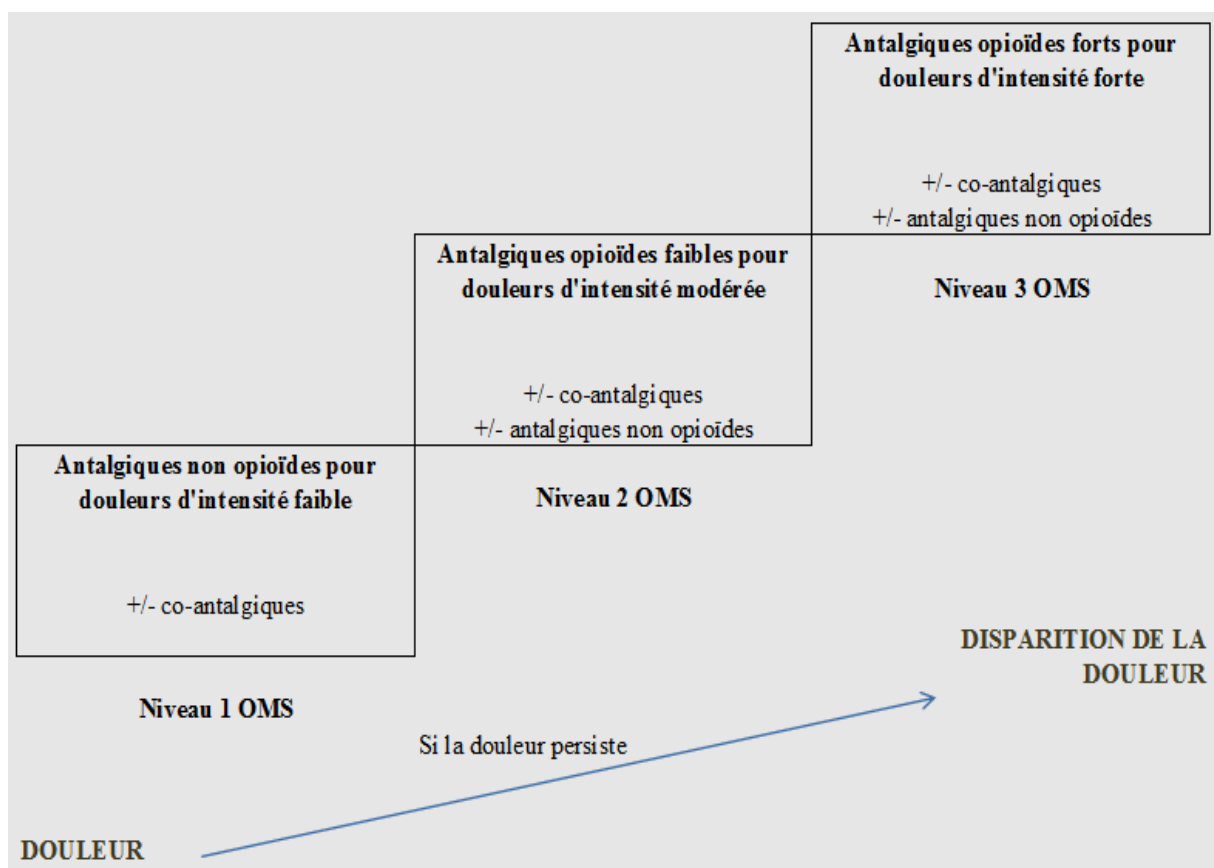 Antalgiques opioïdes forts pour
douleurs d'intensité forte
+/- co-antalgiques
+/- antalgiques non opioïdes
Niveau 3 OMS
Antalgiques opioïdes faibles pour
douleurs d'intensité modérée
+/- co-antalgiques
+/- antalgiques non opioïdes
Niveau 2 OMS
Antalgiques non opioïdes pour
douleurs d'intensité faible
+/- co-antalgiques
Niveau 1 OMS
DISPARITION DE LA
DOULEUR
Si la douleur persiste
DOULEUR